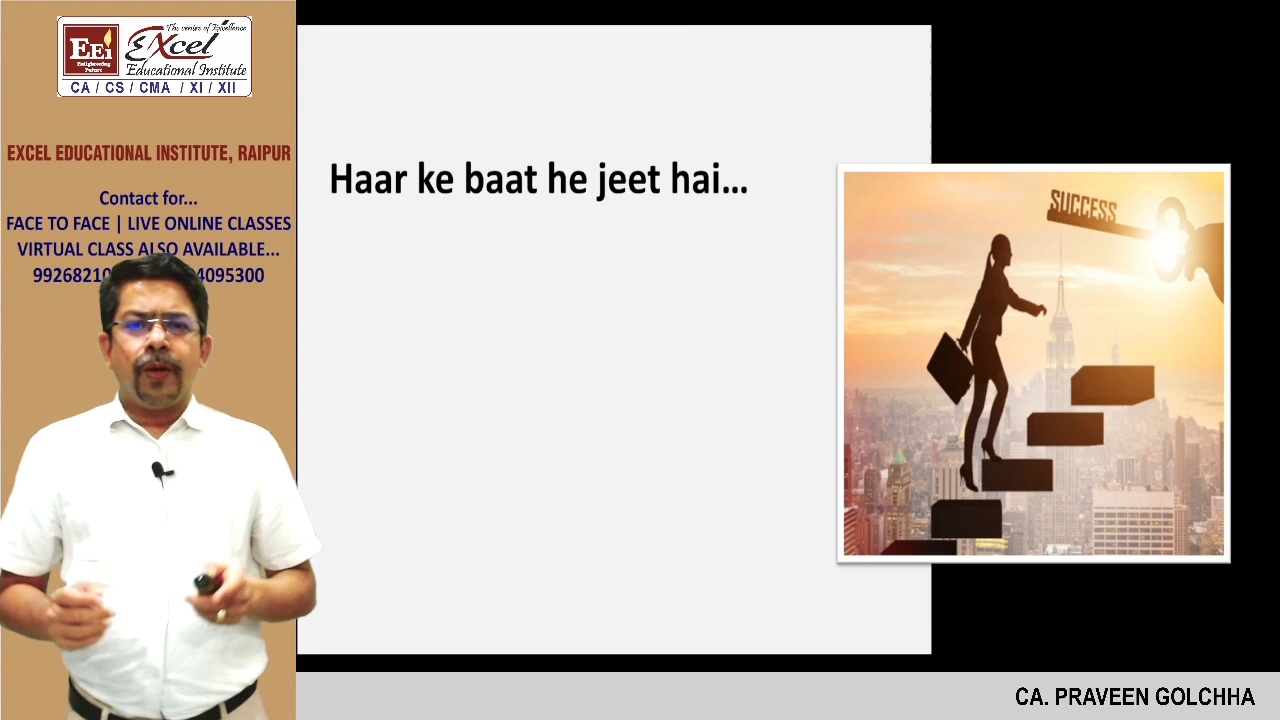 The centre of Excellence
EEi
Enlightening
Future
Excel
Educational Institute
CA / CS / CMA / XI / XII
EXCEL EDUCATIONAL INSTITUTE, RAIPUR
Contact for...
FACE TO FACE | LIVE ONLINE CLASSES
VIRTUAL CLASS ALSO AVAILABLE...
Haar ke baat he jeet hai...
SUCCESS
CA. PRAVEEN GOLCHHA